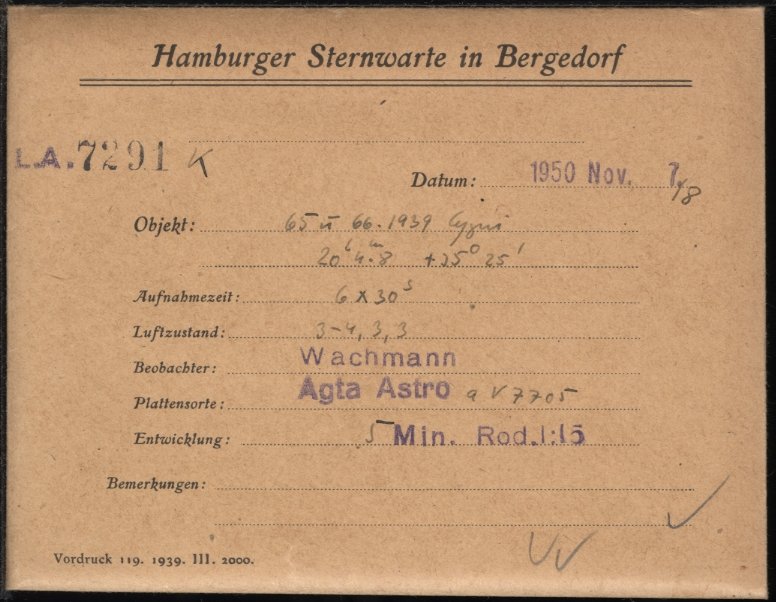 Hamburger Sternwarte in Bergedorf
L.A. 7291 K
Datum: 1950 Nov. 7./8
Objekt: 65 u 66.1939 Cygni
20ʰ4ᵐ.8 +25° 25'
Aufnahmezeit: 6 x 30ˢ
Luftzustand: 3-4, 3, 3
Beobachter: Wachmann
Plattensorte: Agfa Astro a V7705
Entwicklung: 5 Min. Rod.1:15
Bemerkungen:
Vordruck 119. 1939. III. 2000.